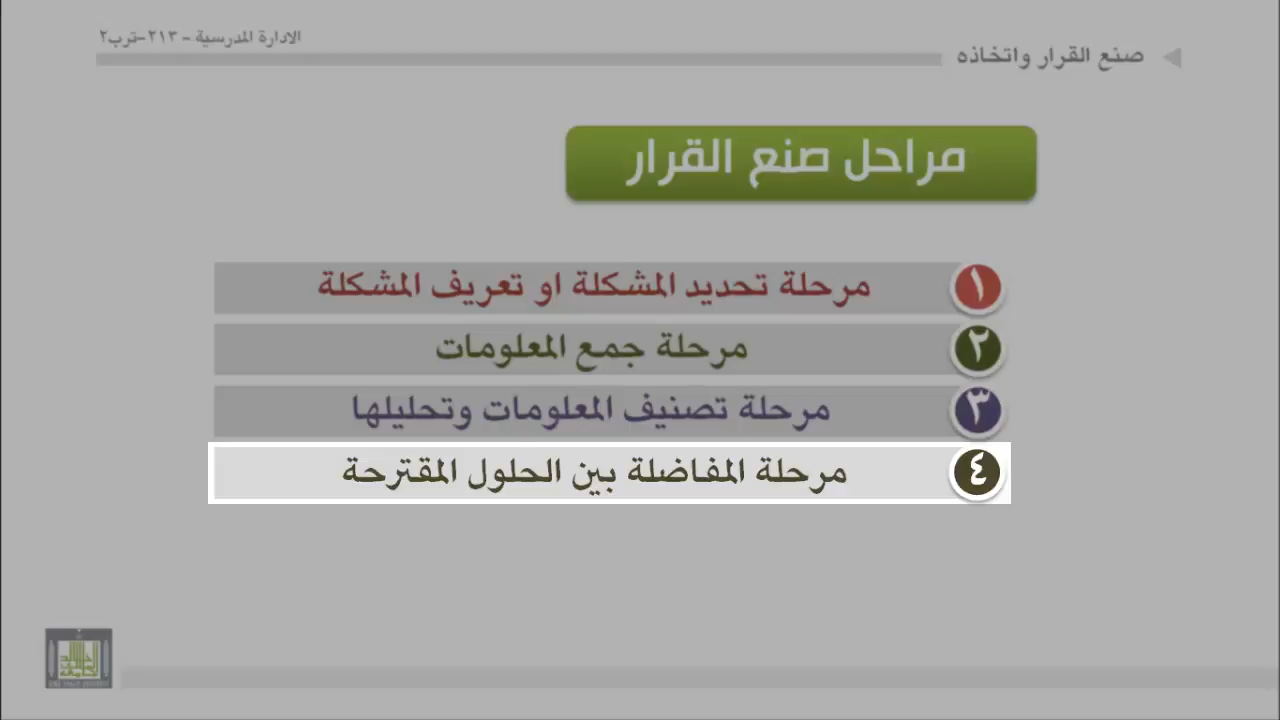 الادارة المدرسية - ٢١٣-ترب٢
صنع القرار واتخاذه
مراحل صنع القرار
١ مرحلة تحديد المشكلة او تعريف المشكلة
٢ مرحلة جمع المعلومات
٣ مرحلة تصنيف المعلومات وتحليلها
٤ مرحلة المفاضلة بين الحلول المقترحة